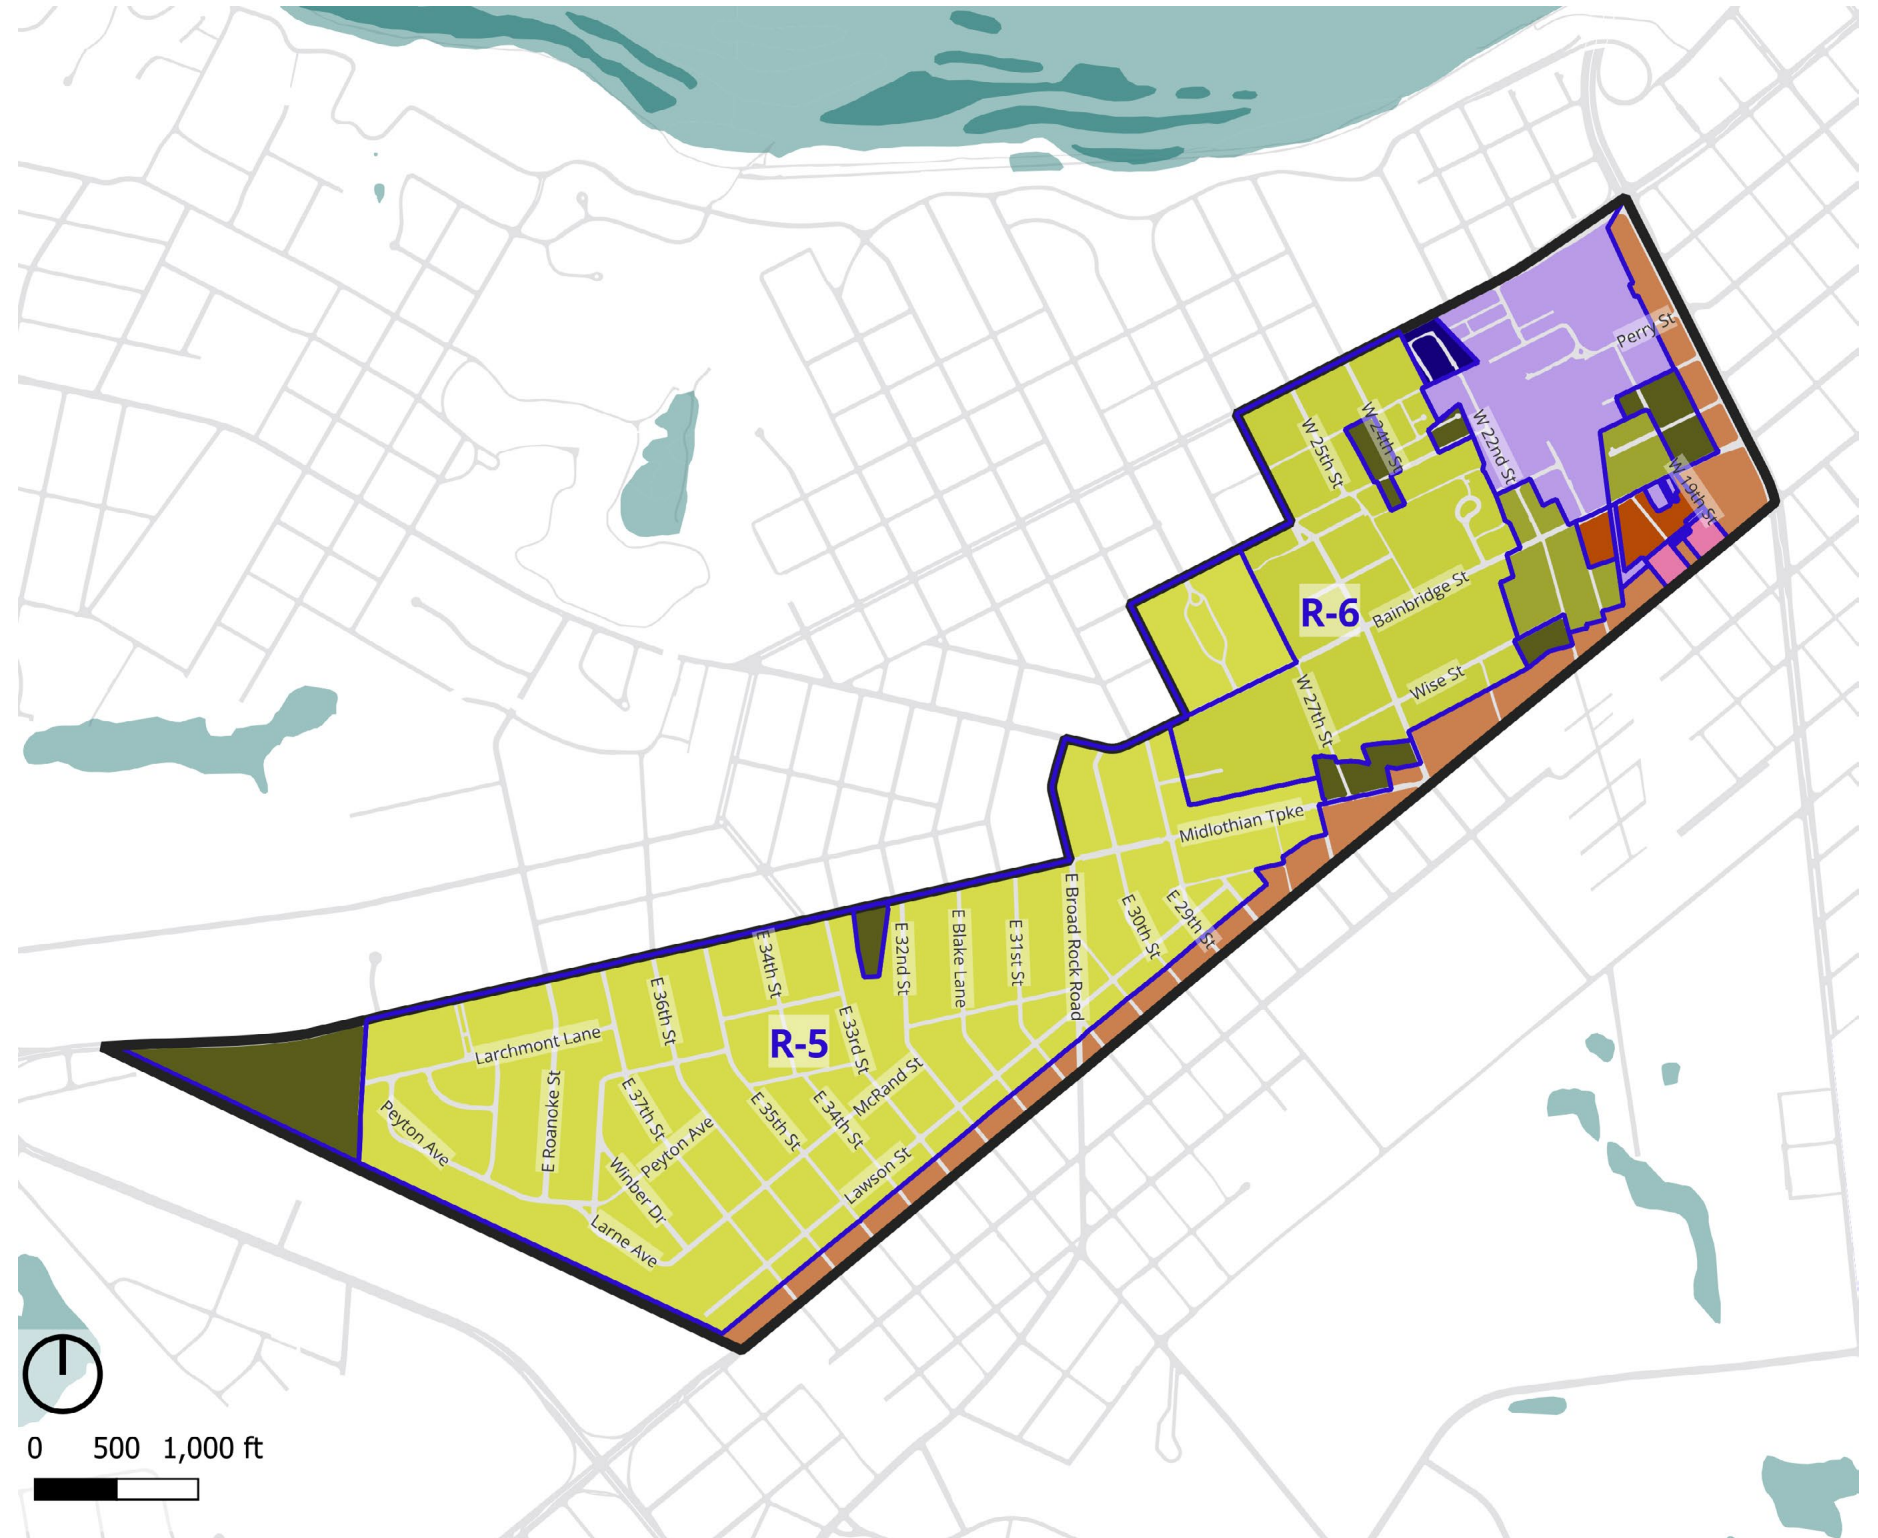 Perry St
W 24th St
W 25th St
W 22nd St
W 19th St
R-6
Bainbridge St
Wise St
W 27th St
Midlothian Tpke
E Broad Rock Road
E 30th St
E 29th St
E 34th St
E 32nd St
E Blake Lane
E 31st St
E 36th St
E 33rd St
Larchmont Lane
R-5
McRand St
E Roanoke St
E 37th St
E 35th St
E 34th St
Peyton Ave
Peyton Ave
Winber Dr
Lawson St
Larne Ave
0 500 1,000 ft